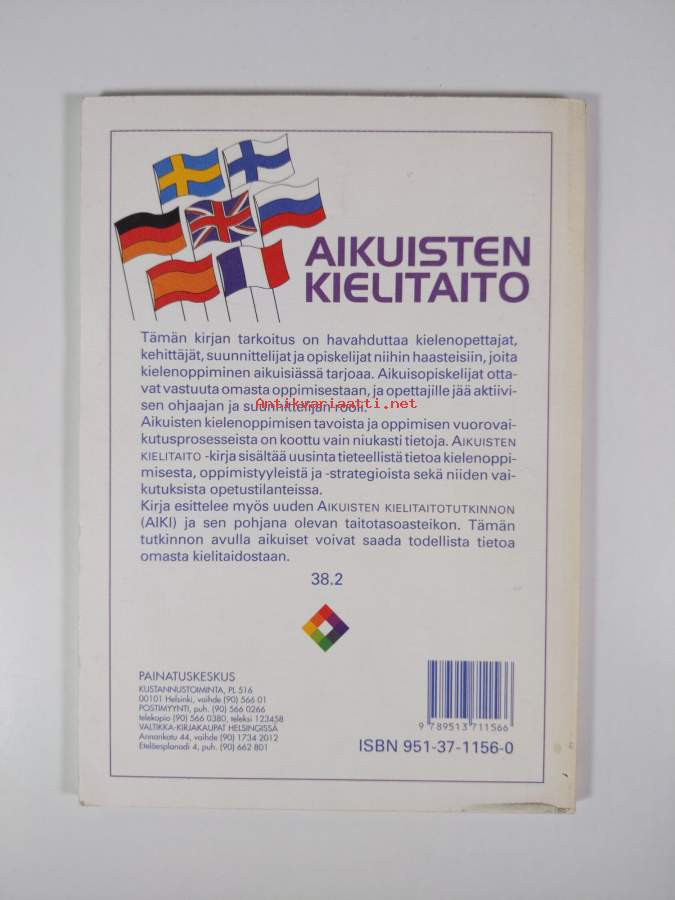 AIKUISTEN
KIELITAITO
Tämän kirjan tarkoitus on havahduttaa kielenopettajat,
kehittäjät, suunnittelijat ja opiskelijat niihin haasteisiin, joita
kielenoppiminen aikuisiässä tarjoaa. Aikuisopiskelijat otta-
vat vastuuta omasta oppimisestaan, ja opettajille jää aktiivi-
sen ohjaajan ja suunnittelijan rooli.
Antikvariaatti.net
Aikuisten kielenoppimisen tavoista ja oppimisen vuorovai-
kutusprosesseista on koottu vain niukasti tietoja. AIKUISTEN
KIELITAITO -kirja sisältää uusinta tieteellistä tietoa kielenoppi-
misesta, oppimistyyleistä ja -strategioista sekä niiden vai-
kutuksista opetustilanteissa.
Kirja esittelee myös uuden AIKUISTEN KIELITAITOTUTKINNON
(AIKI) ja sen pohjana olevan taitotasoasteikon. Tämän
tutkinnon avulla aikuiset voivat saada todellista tietoa
omasta kielitaidostaan.
38.2
PAINATUSKESKUS
KUSTANNUSTOIMINTA, PL 516
00101 Helsinki, vaihde (90) 566 01
POSTIMYYNTI, puh. (90) 566 0266
telekopio (90) 566 0380, teleksi 123458
VALTIKKA-KIRJAKAUPAT HELSINGISSÄ
Annankatu 44, vaihde (90) 1734 2012
Eteläesplanadi 4, puh. (90) 662 801
9 789513 711566
ISBN 951-37-1156-0